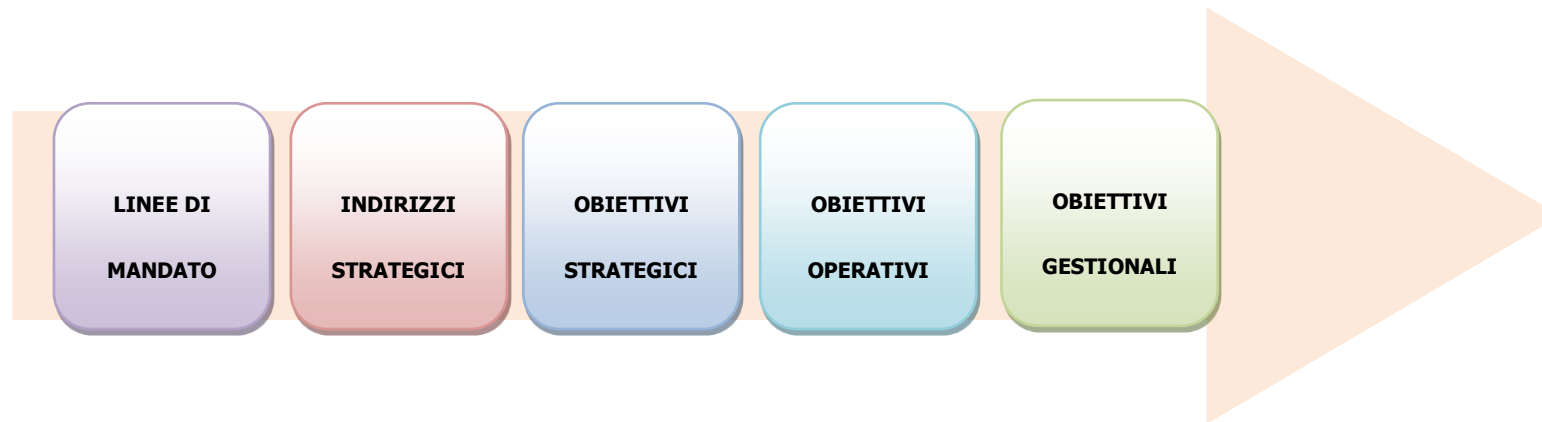 LINEE DI
MANDATO
INDIRIZZI
STRATEGICI
OBIETTIVI
STRATEGICI
OBIETTIVI
OPERATIVI
OBIETTIVI
GESTIONALI